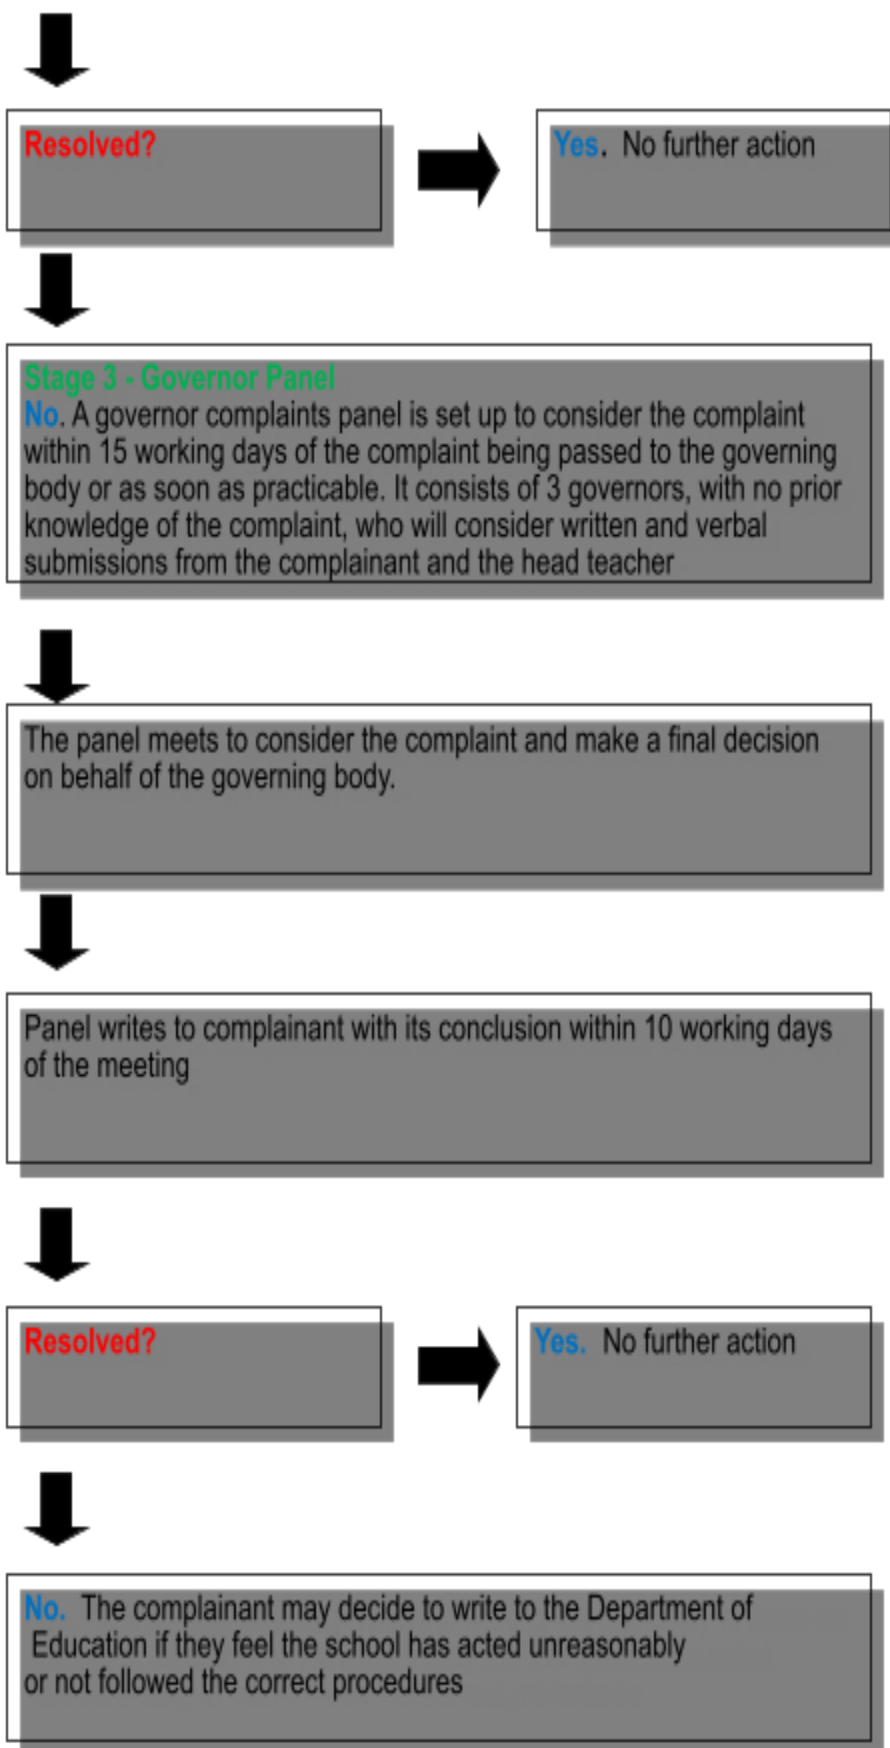 Resolved?
Yes. No further action
Stage 3 - Governor Panel
No. A governor complaints panel is set up to consider the complaint
within 15 working days of the complaint being passed to the governing
body or as soon as practicable. It consists of 3 governors, with no prior
knowledge of the complaint, who will consider written and verbal
submissions from the complainant and the head teacher
The panel meets to consider the complaint and make a final decision
on behalf of the governing body.
Panel writes to complainant with its conclusion within 10 working days
of the meeting
Resolved?
Yes. No further action
No. The complainant may decide to write to the Department of
Education if they feel the school has acted unreasonably
or not followed the correct procedures